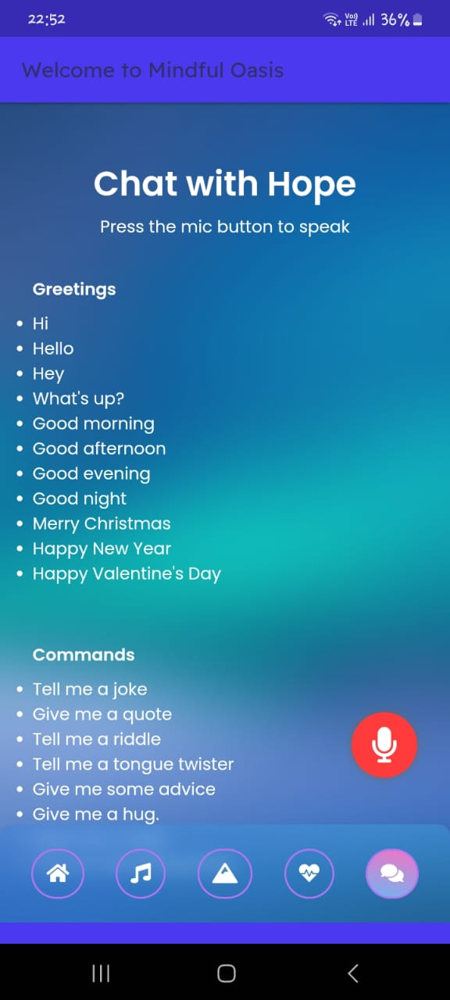 22:52
Vo))
LTE
36%
Welcome to Mindful Oasis
Chat with Hope
Press the mic button to speak
Greetings
• Hi
• Hello
• Hey
• What's up?
• Good morning
• Good afternoon
• Good evening
• Good night
• Merry Christmas
• Happy New Year
• Happy Valentine's Day
Commands
• Tell me a joke
• Give me a quote
• Tell me a riddle
• Tell me a tongue twister
• Give me some advice
• Give me a hug.